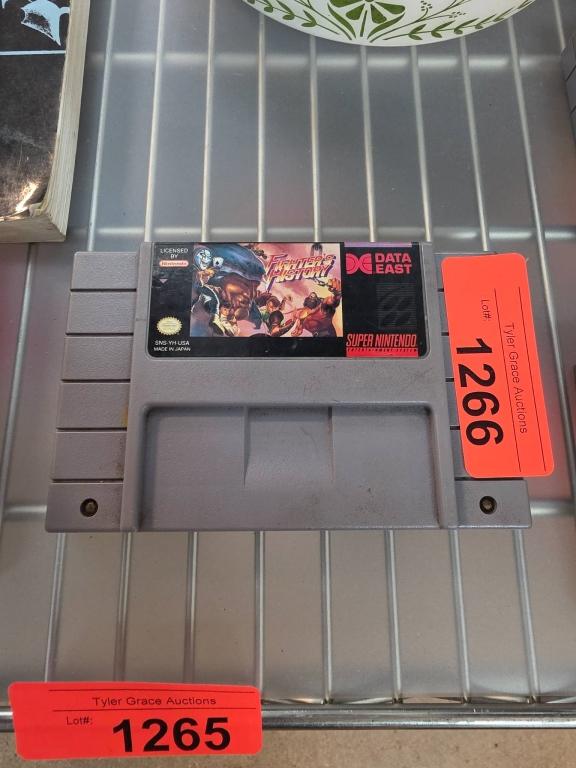 LICENSED BY
Nintendo
FIGHTER'S
HISTORY
DATA
EAST
SNS-YH-USA
MADE IN JAPAN
SUPER NINTENDO
ENTERTAINMENT SYSTEM
Tyler Grace Auctions
Lot#:
1266
Tyler Grace Auctions
Lot#:
1265